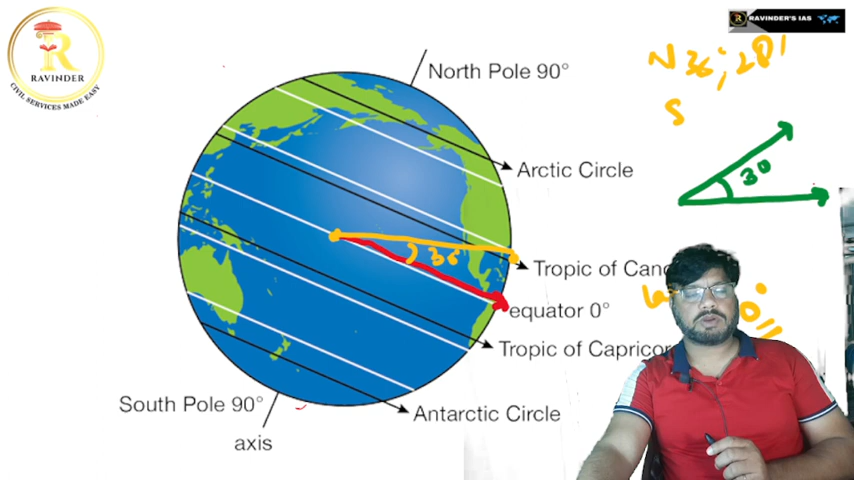 RAVINDER'S IAS
R
RAVINDER
CIVIL SERVICES MADE EASY
North Pole 90°
N
S
30
Arctic Circle
Tropic of Canc
equator 0°
Tropic of Capricor
South Pole 90°
Antarctic Circle
axis